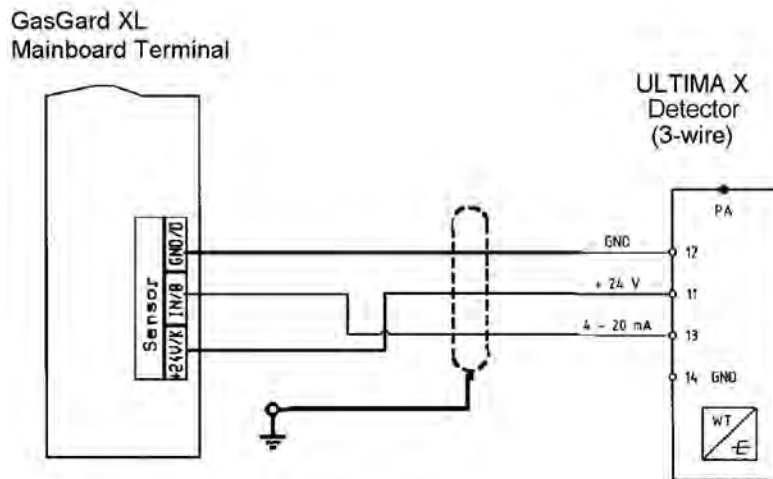 GasGard XL
Mainboard Terminal
ULTIMA X
Detector
(3-wire)
PA
Sensor
GND/D
IN/B
+24V/K
GND
12
+ 24 V
11
4 - 20 mA
13
14 GND
WT
E